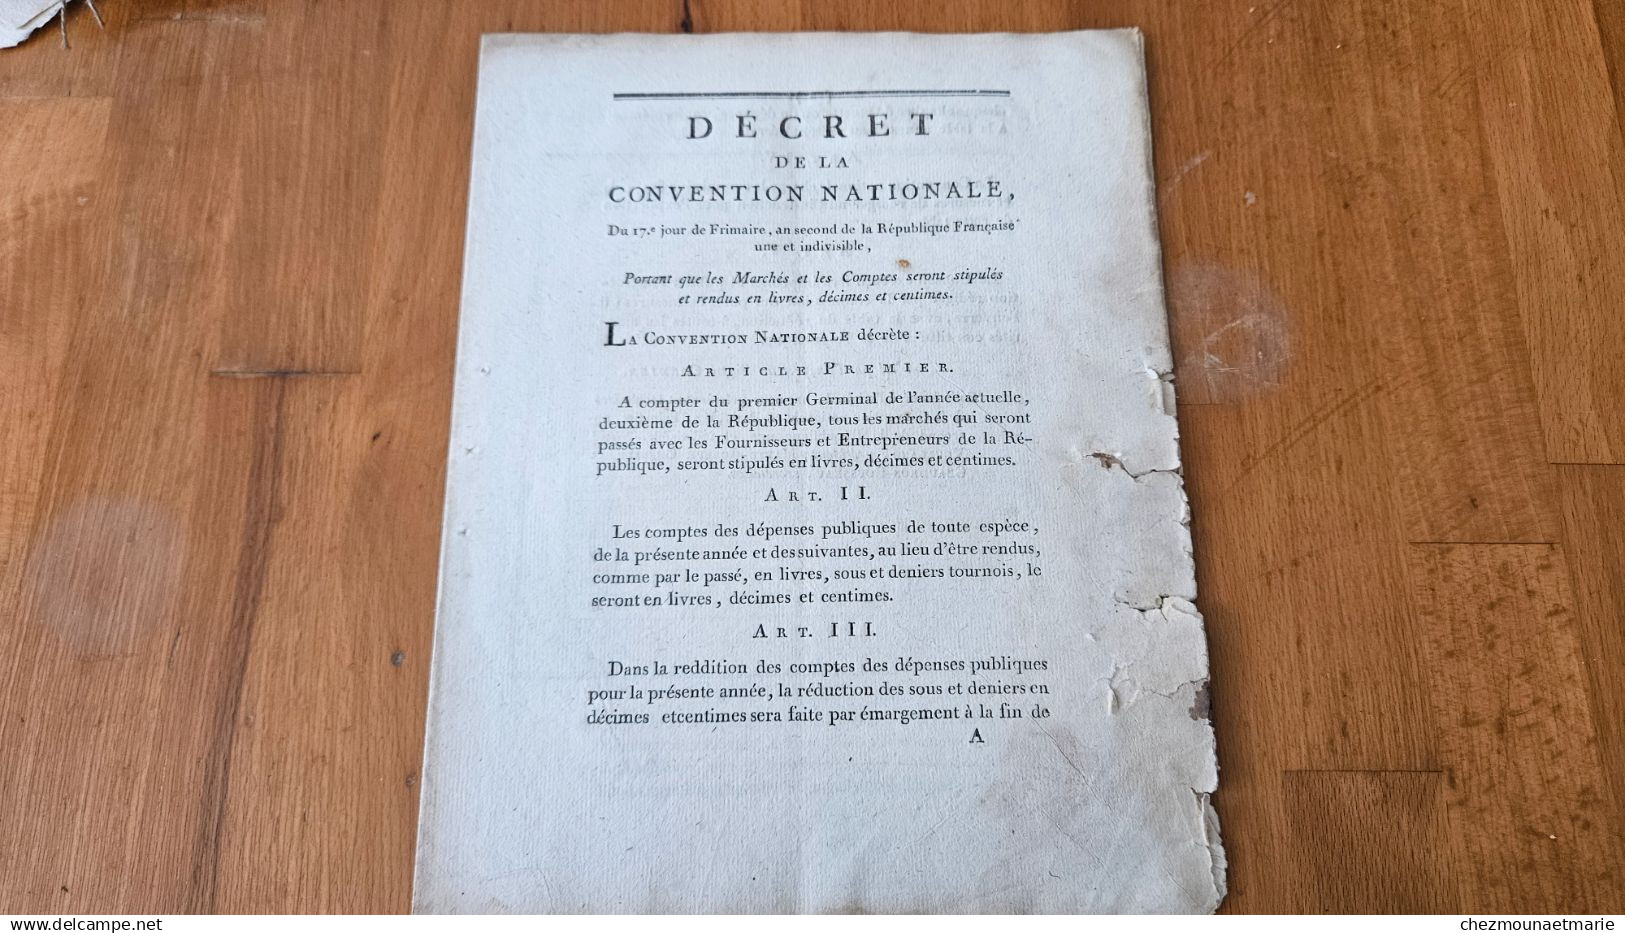 DÉCRET
DE LA
CONVENTION NATIONALE,
Du 17.e jour de Frimaire, an second de la République Française
une et indivisible,
Portant que les Marchés et les Comptes seront stipulés
et rendus en livres, décimes et centimes.
LA CONVENTION NATIONALE décrète :
ARTICLE PREMIER.
A compter du premier Germinal de l'année actuelle,
deuxième de la République, tous les marchés qui seront
passés avec les Fournisseurs et Entrepreneurs de la Ré-
publique, seront stipulés en livres, décimes et centimes.
ART. II.
Les comptes des dépenses publiques de toute espèce,
de la présente année et des suivantes, au lieu d'être rendus,
comme par le passé, en livres, sous et deniers tournois, le
seront en livres, décimes et centimes.
ART. III.
Dans la reddition des comptes des dépenses publiques
pour la présente année, la réduction des sous et deniers en
décimes et centimes sera faite par émargement à la fin de
A
www.delcampe.net
chezmounaetmarie